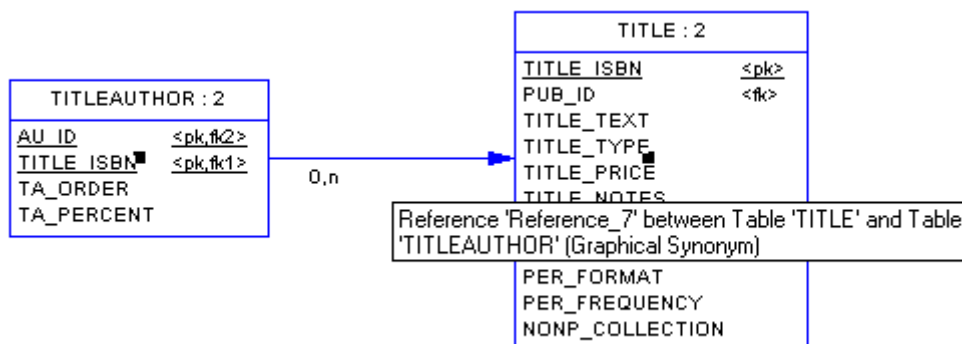 TITLE : 2
TITLE_ISBN <pk>
PUB_ID <fk>
TITLE_TEXT
TITLE_TYPE
TITLE_PRICE
TITLE_NOTES
TITLEAUTHOR : 2
AU_ID <pk,fk2>
TITLE_ISBN <pk,fk1>
TA_ORDER
TA_PERCENT
0,n
Reference 'Reference_7' between Table 'TITLE' and Table
'TITLEAUTHOR' (Graphical Synonym)
PER_FORMAT
PER_FREQUENCY
NONP_COLLECTION